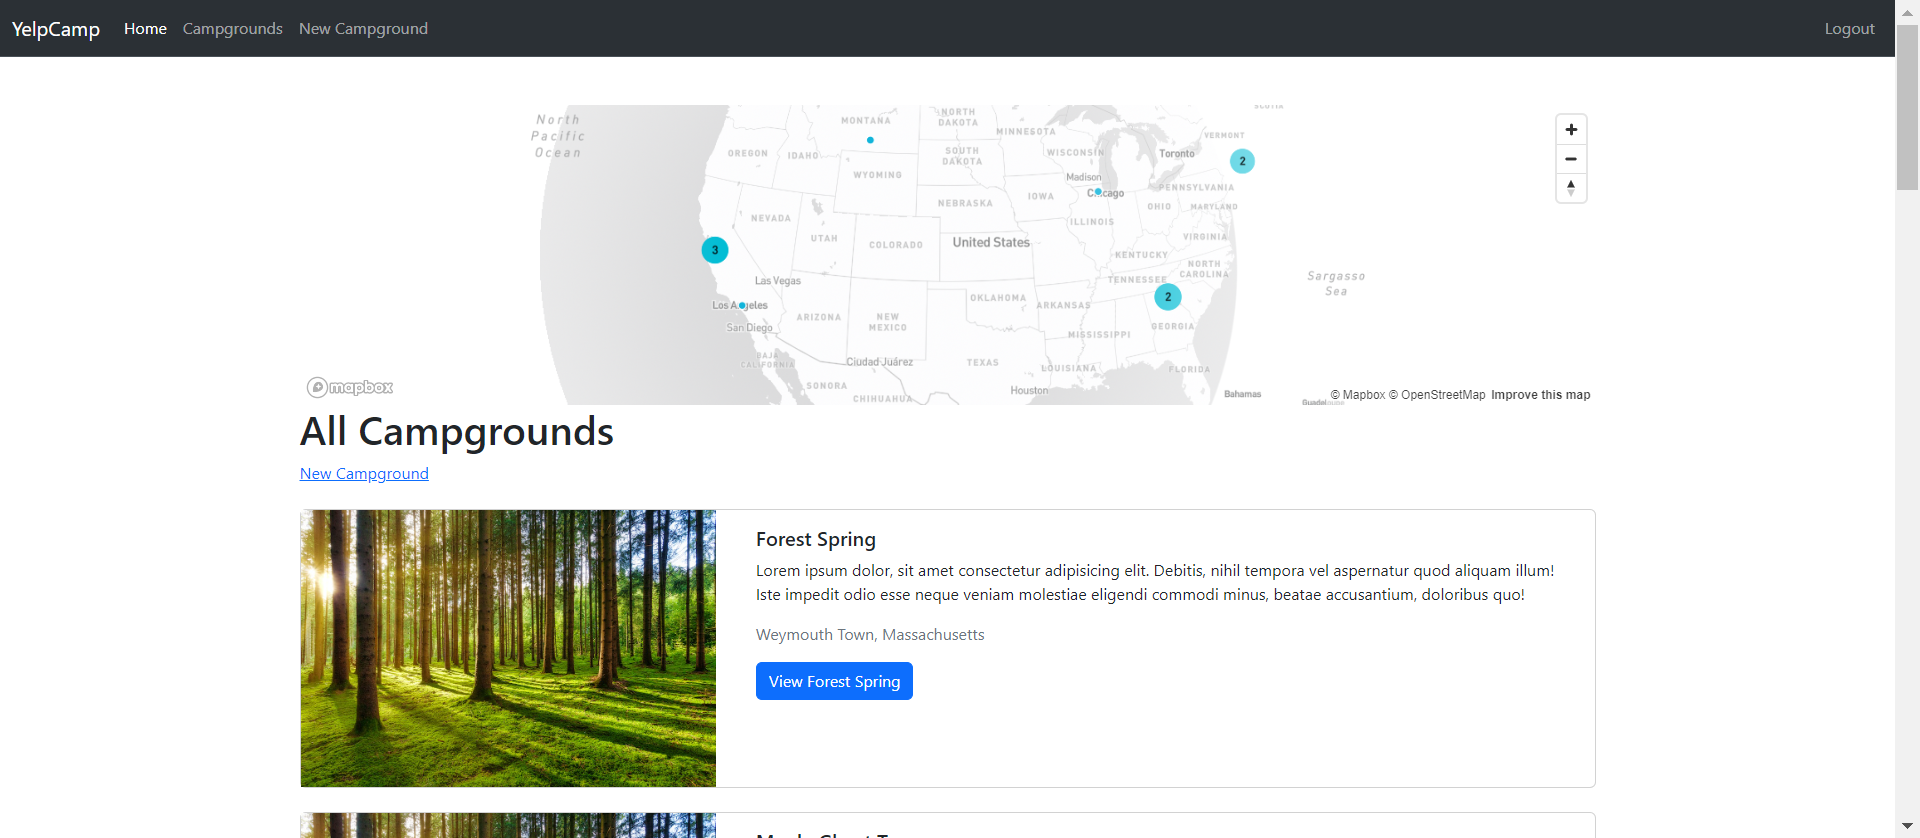 YelpCamp Home Campgrounds New Campground Logout
SCOTIA
North
Pacific
Ocean
MONTANA
NORTH
DAKOTA
MINNESOTA
VERMONT
OREGON
IDAHO
SOUTH
DAKOTA
WISCONSIN
Toronto
2
WYOMING
Madison
Chicago
PENNSYLVANIA
NEBRASKA
IOWA
OHIO
MARYLAND
NEVADA
ILLINOIS
3
UTAH
COLORADO
United States
VIRGINIA
KENTUCKY
Las Vegas
TENNESSEE
NORTH
CAROLINA
Sargasso
Sea
Los Angeles
OKLAHOMA
ARKANSAS
2
San Diego
ARIZONA
NEW
MEXICO
MISSISSIPPI
GEORGIA
BAJA
CALIFORNIA
Ciudad Juárez
TEXAS
LOUISIANA
FLORIDA
SONORA
Houston
CHIHUAHUA
Bahamas
mapbox
© Mapbox © OpenStreetMap Improve this map
All Campgrounds
New Campground
Forest Spring
Lorem ipsum dolor, sit amet consectetur adipisicing elit. Debitis, nihil tempora vel aspernatur quod aliquam illum!
Iste impedit odio esse neque veniam molestiae eligendi commodi minus, beatae accusantium, doloribus quo!
Weymouth Town, Massachusetts
View Forest Spring